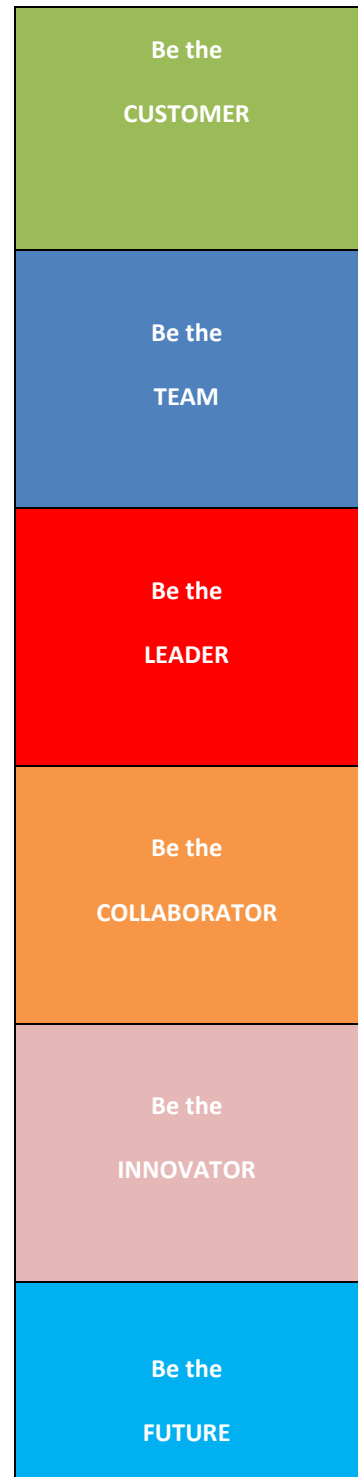 Be the
CUSTOMER
Be the
TEAM
Be the
LEADER
Be the
COLLABORATOR
Be the
INNOVATOR
Be the
FUTURE